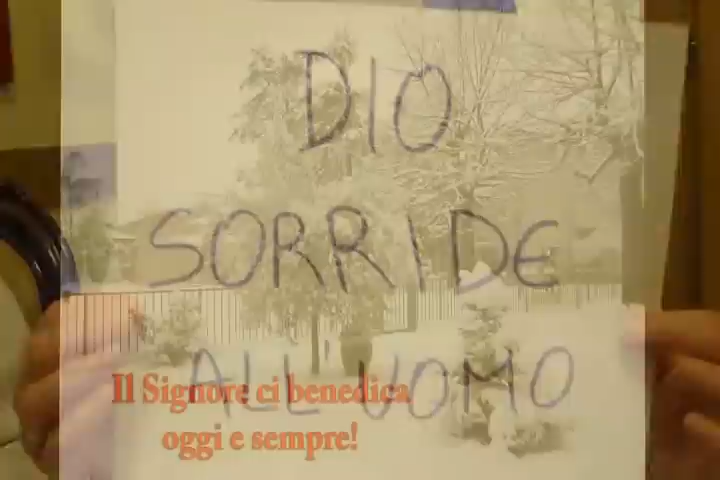 DIO
SORRIDE
ALL UOMO
Il Signore ci benedica
oggi e sempre!